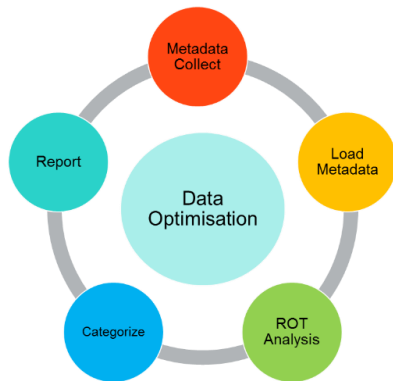 Metadata
Collect
Load
Metadata
ROT
Analysis
Categorize
Report
Data
Optimisation